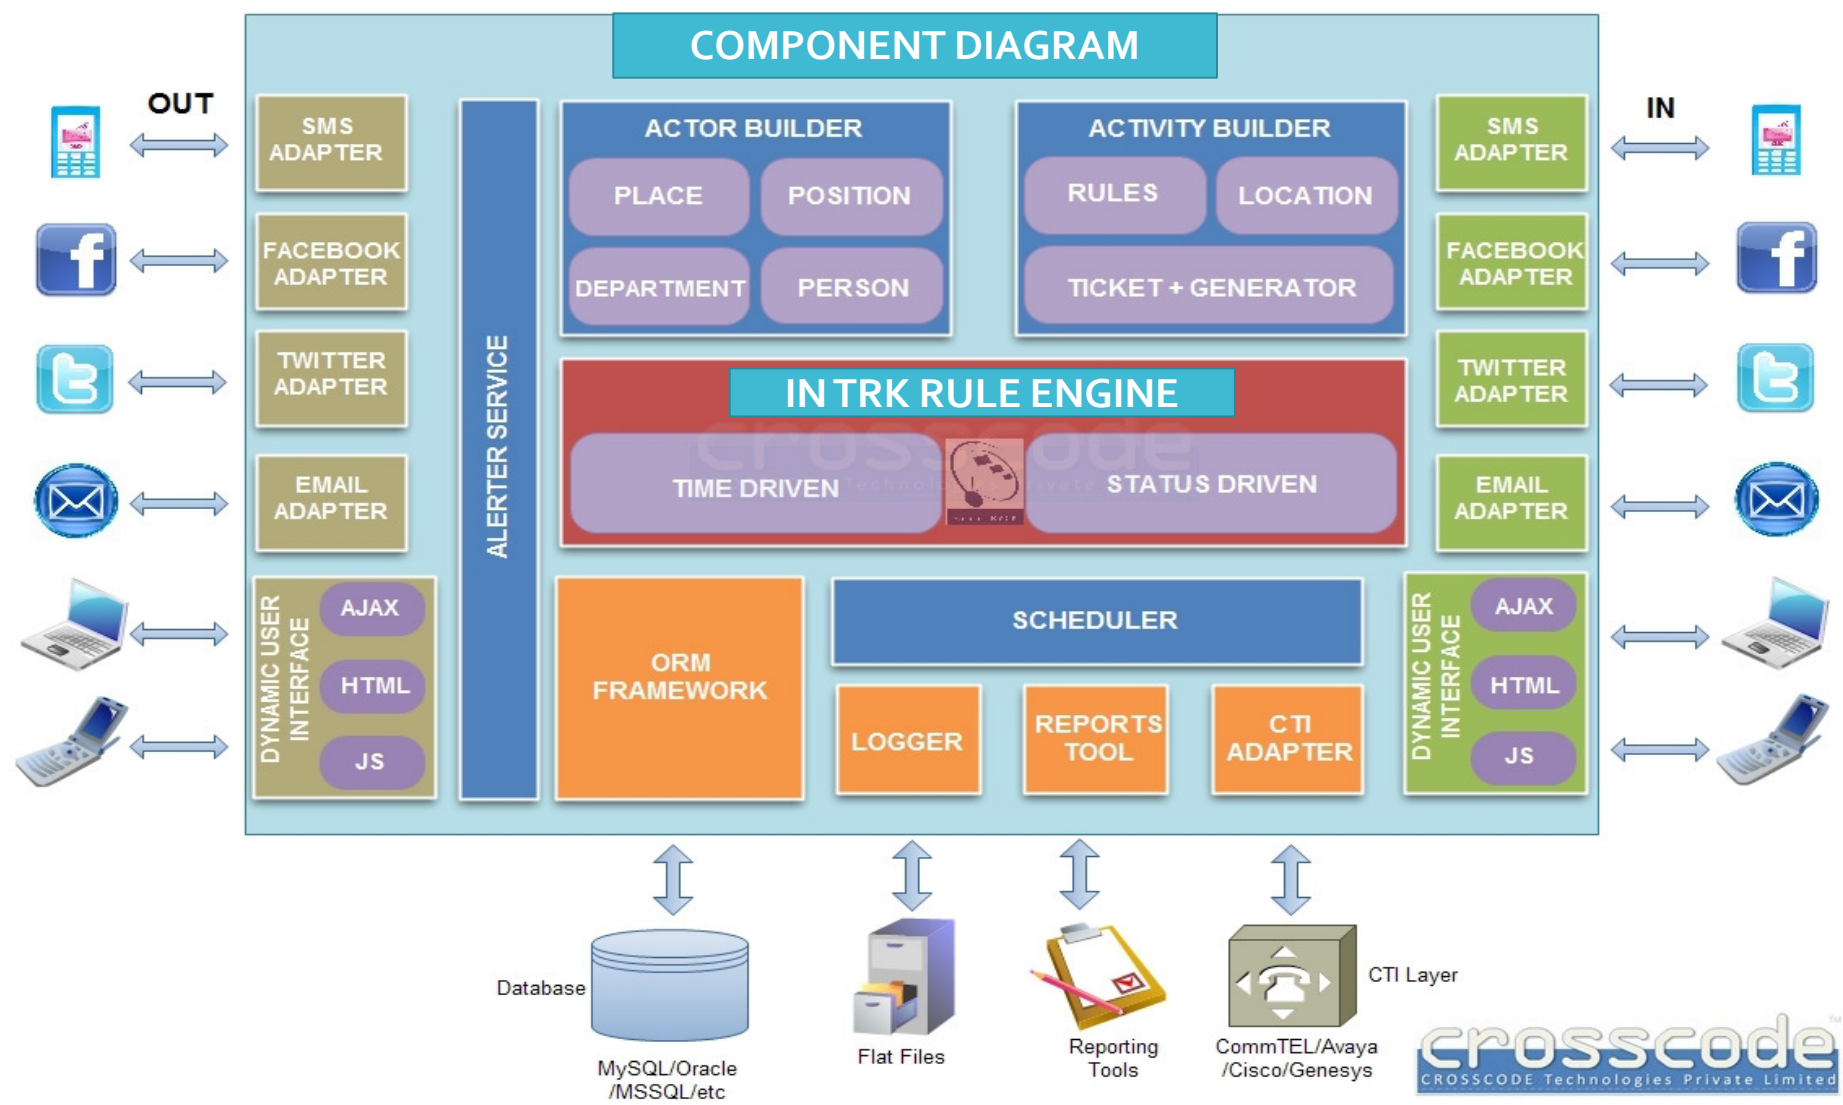 COMPONENT DIAGRAM
OUT
IN
SMS
ADAPTER
FACEBOOK
ADAPTER
TWITTER
ADAPTER
EMAIL
ADAPTER
DYNAMIC USER
INTERFACE
AJAX
HTML
JS
ALERTER SERVICE
ACTOR BUILDER
PLACE
POSITION
DEPARTMENT
PERSON
ACTIVITY BUILDER
RULES
LOCATION
TICKET + GENERATOR
IN TRK RULE ENGINE
crosscode
TIME DRIVEN
STATUS DRIVEN
ORM
FRAMEWORK
SCHEDULER
LOGGER
REPORTS
TOOL
CTI
ADAPTER
SMS
ADAPTER
FACEBOOK
ADAPTER
TWITTER
ADAPTER
EMAIL
ADAPTER
DYNAMIC USER
INTERFACE
AJAX
HTML
JS
Database
MySQL/Oracle
/MSSQL/etc
Flat Files
Reporting
Tools
CTI Layer
CommTEL/Avaya
/Cisco/Genesys
crosscode™
CROSSCODE Technologies Private Limited